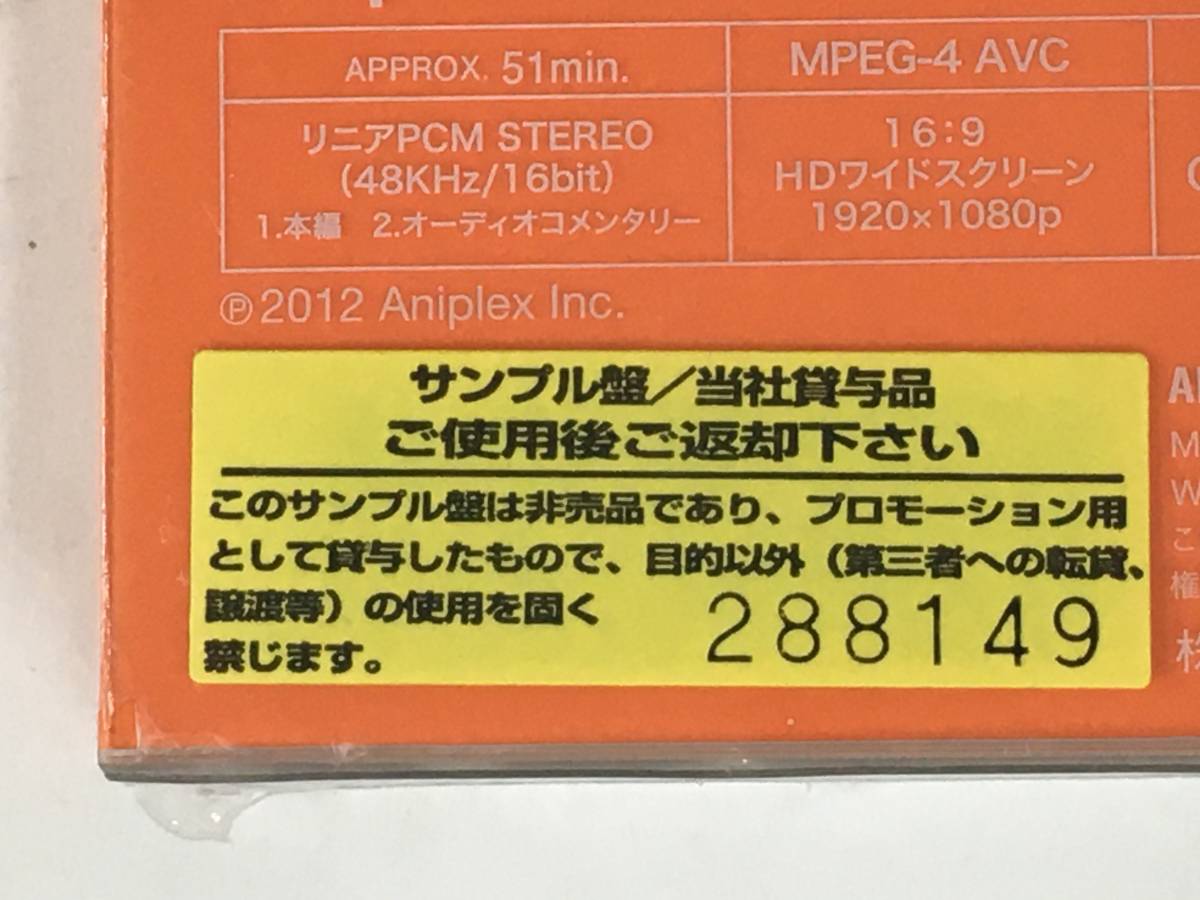 APPROX. 51min.
MPEG-4 AVC
リニアPCM STEREO
(48KHz/16bit)
1.本編 2.オーディオコメンタリー
16:9
HDワイドスクリーン
1920×1080p
℗2012 Aniplex Inc.
サンプル盤/当社貸与品
ご使用後ご返却下さい
このサンプル盤は非売品であり、プロモーション用
として貸与したもので、目的以外(第三者への転貸、
譲渡等)の使用を固く
禁じます。
288149
M
W
こ
権